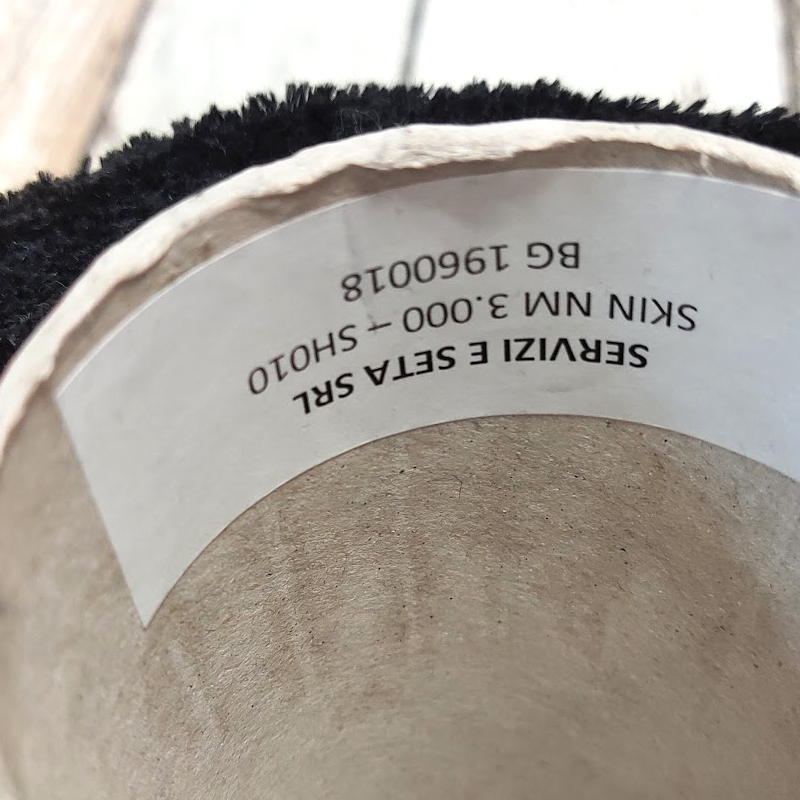 SERVIZI E SETA SRL
SKIN NM 3.000 – SH010
BG 1960018